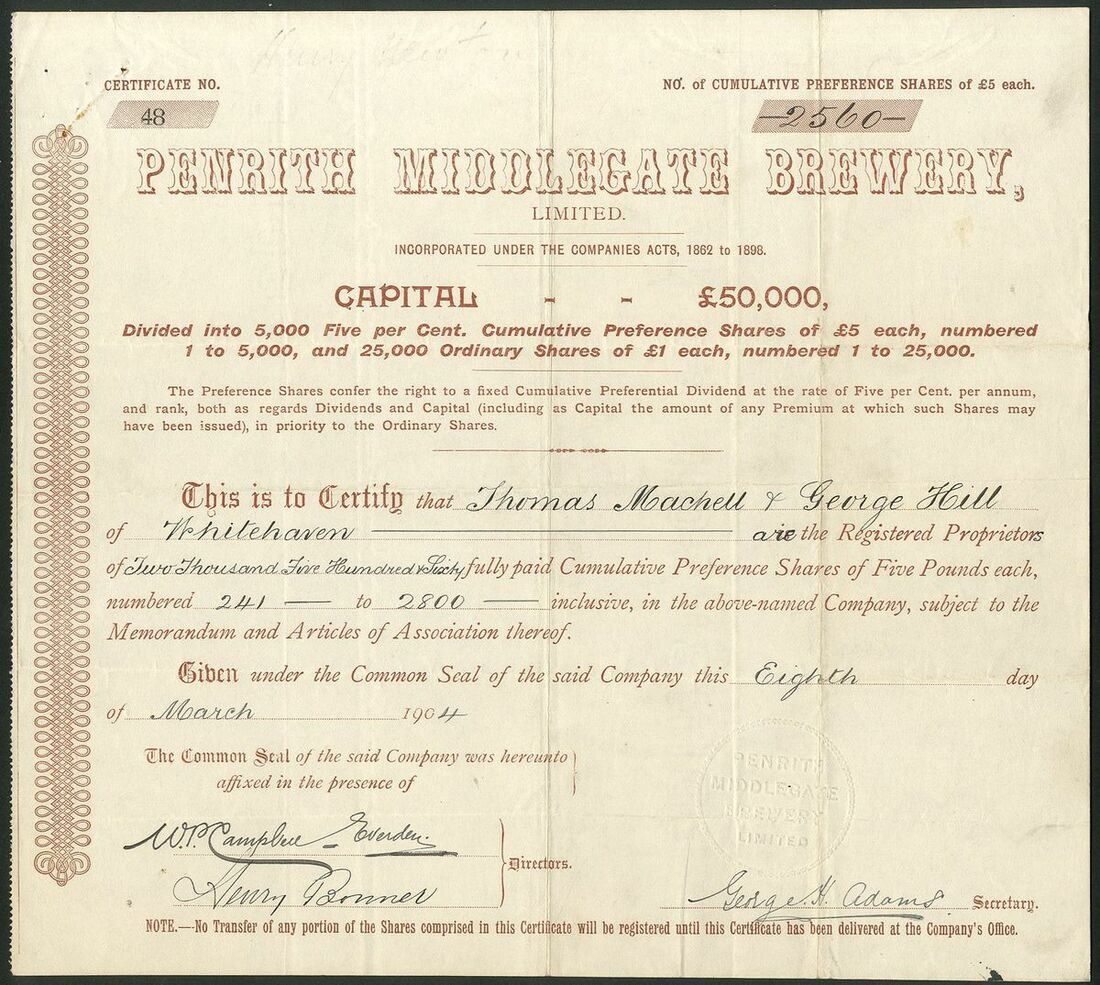 CERTIFICATE NO.
NO. of CUMULATIVE PREFERENCE SHARES of £5 each.
48
—2560—
PENRITH MIDDLEGATE BREWERY,
LIMITED.
INCORPORATED UNDER THE COMPANIES ACTS, 1862 to 1898.
CAPITAL - - £50,000,
Divided into 5,000 Five per Cent. Cumulative Preference Shares of £5 each, numbered
1 to 5,000, and 25,000 Ordinary Shares of £1 each, numbered 1 to 25,000.
The Preference Shares confer the right to a fixed Cumulative Preferential Dividend at the rate of Five per Cent. per annum,
and rank, both as regards Dividends and Capital (including as Capital the amount of any Premium at which such Shares may
have been issued), in priority to the Ordinary Shares.
This is to Certify that Thomas Machell & George Hill
of Whitehaven are the Registered Proprietors
of Two Thousand Five Hundred & Sixty fully paid Cumulative Preference Shares of Five Pounds each,
numbered 241 — to 2800 — inclusive, in the above-named Company, subject to the
Memorandum and Articles of Association thereof.
Given under the Common Seal of the said Company this Eighth day
of March 1904
The Common Seal of the said Company was hereunto
affixed in the presence of
PENRITH
MIDDLEGATE
BREWERY
LIMITED
W.P. Campbell - Everden.
Directors.
Henry Bonner
George H. Adams. Secretary.
NOTE.—No Transfer of any portion of the Shares comprised in this Certificate will be registered until this Certificate has been delivered at the Company's Office.